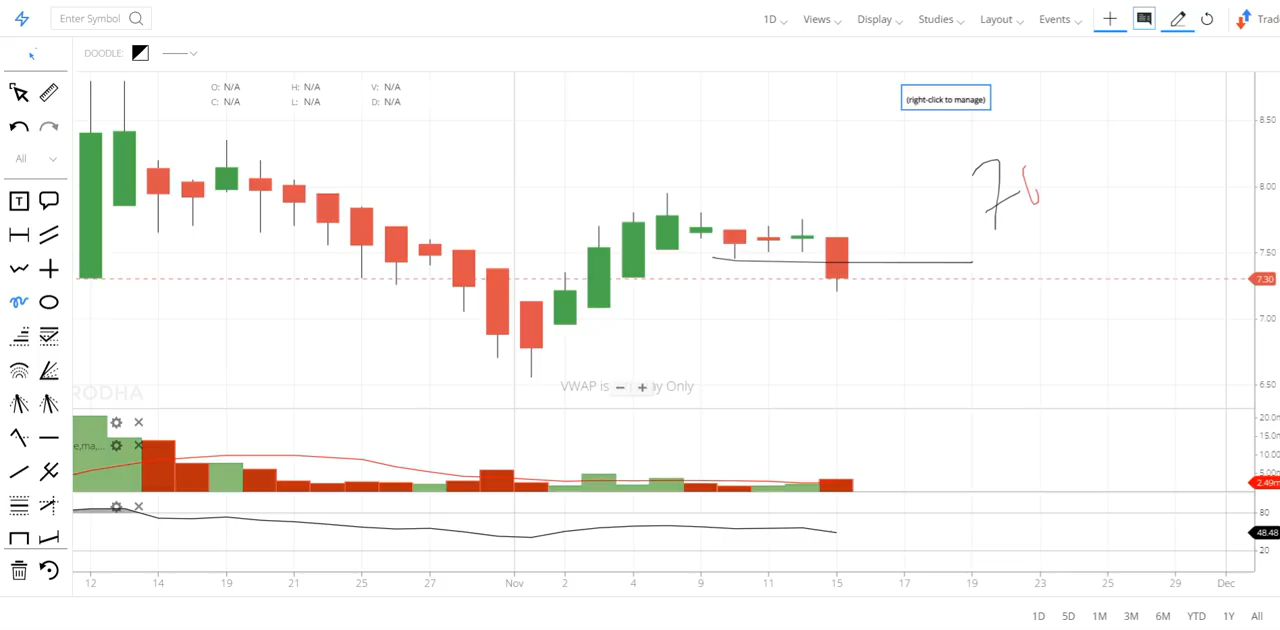 Enter Symbol 1D Views Display Studies Layout Events Trad
DOODLE:
O: N/A H: N/A V: N/A
C: N/A L: N/A D: N/A
(right-click to manage)
8.50
8.00
7
7.50
7.30
7.00
VWAP is ay Only
6.50
RODHA
20.0m
15.0m
10.00
e,ma,...
5.00m
2.49m
80
48.48
20
12 14 19 21 25 27 Nov 2 4 9 11 15 17 19 23 25 29 Dec
All
1D 5D 1M 3M 6M YTD 1Y All